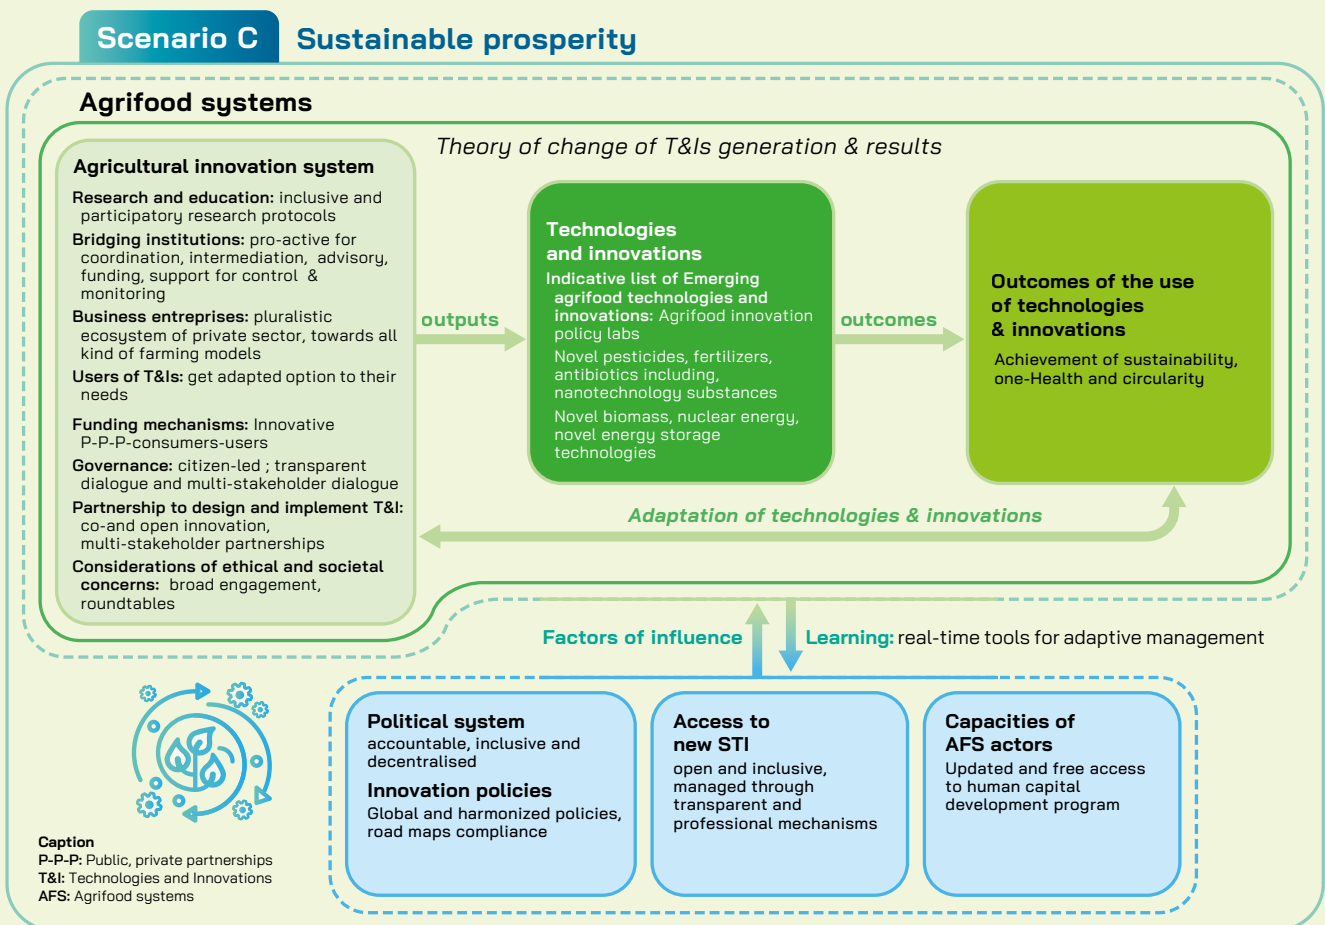 Scenario C
Sustainable prosperity
Agrifood systems
Theory of change of T&Is generation & results
Agricultural innovation system
Research and education: inclusive and
participatory research protocols
Bridging institutions: pro-active for
coordination, intermediation, advisory,
funding, support for control &
monitoring
Business entreprises: pluralistic
ecosystem of private sector, towards all
kind of farming models
Users of T&Is: get adapted option to their
needs
Funding mechanisms: Innovative
P-P-P-consumers-users
Governance: citizen-led ; transparent
dialogue and multi-stakeholder dialogue
Partnership to design and implement T&I:
co-and open innovation,
multi-stakeholder partnerships
Considerations of ethical and societal
concerns: broad engagement,
roundtables
outputs
Technologies
and innovations
Indicative list of Emerging
agrifood technologies and
innovations: Agrifood innovation
policy labs
Novel pesticides, fertilizers,
antibiotics including,
nanotechnology substances
Novel biomass, nuclear energy,
novel energy storage
technologies
outcomes
Outcomes of the use
of technologies
& innovations
Achievement of sustainability,
one-Health and circularity
Adaptation of technologies & innovations
Factors of influence
Learning: real-time tools for adaptive management
Political system
accountable, inclusive and
decentralised
Innovation policies
Global and harmonized policies,
road maps compliance
Access to
new STI
open and inclusive,
managed through
transparent and
professional mechanisms
Capacities of
AFS actors
Updated and free access
to human capital
development program
Caption
P-P-P: Public, private partnerships
T&I: Technologies and Innovations
AFS: Agrifood systems